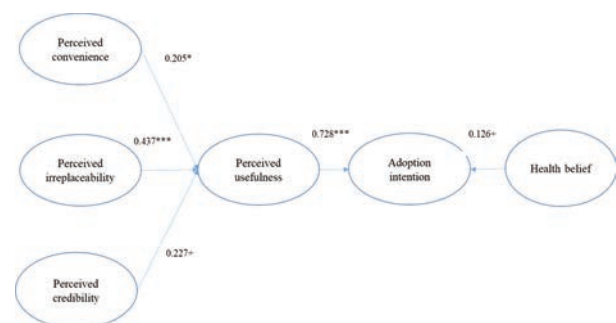 Perceived
convenience
0.205*
0.437***
Perceived
irreplaceability
Perceived
usefulness
0.728***
Adoption
intention
0.126+
Health belief
0.227+
Perceived
credibility